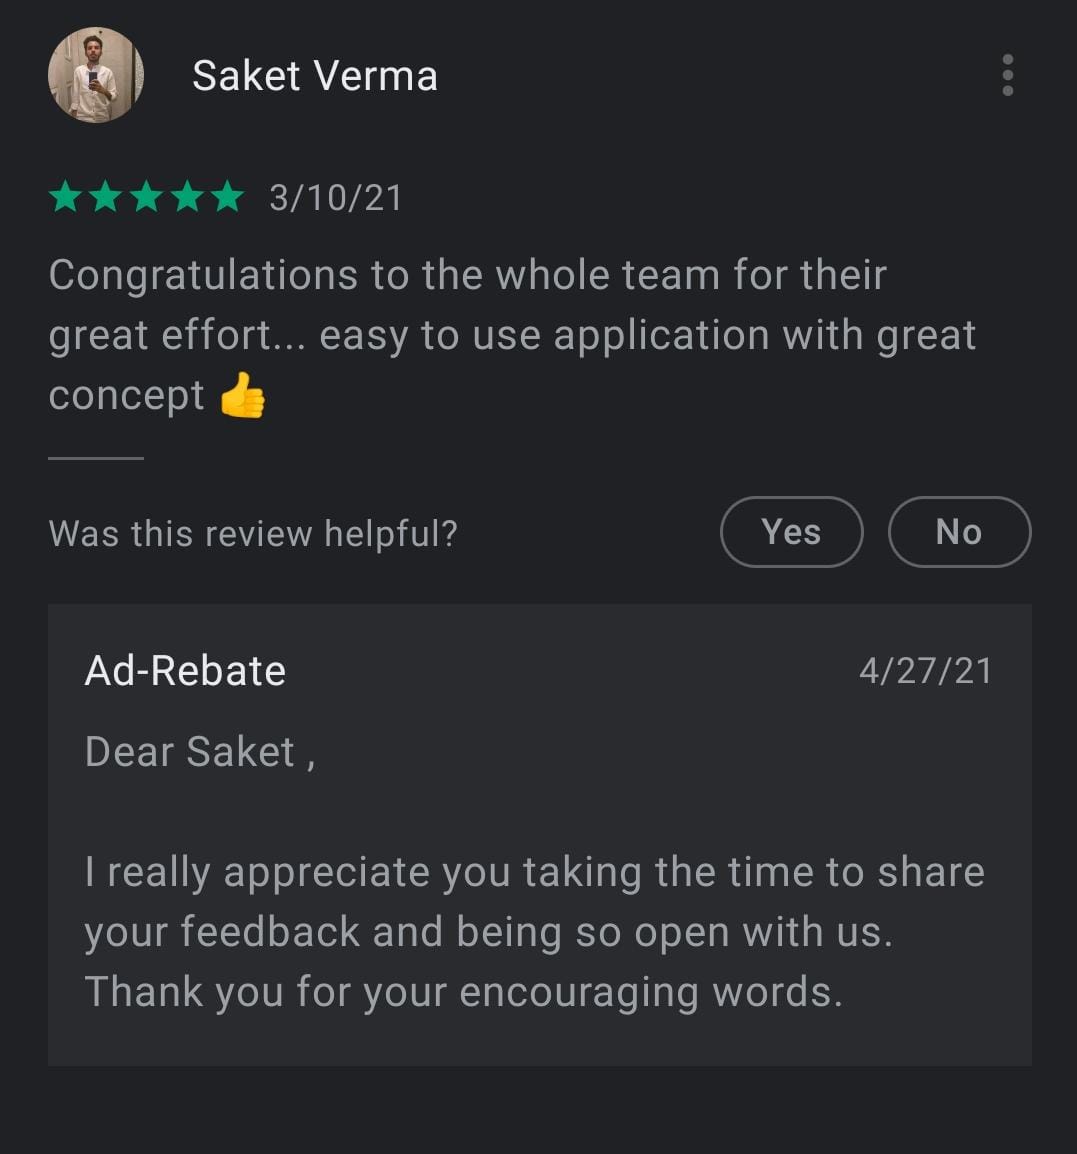 Saket Verma
3/10/21
Congratulations to the whole team for their
great effort... easy to use application with great
concept 👍
Was this review helpful?
Yes
No
Ad-Rebate
4/27/21
Dear Saket ,
I really appreciate you taking the time to share
your feedback and being so open with us.
Thank you for your encouraging words.